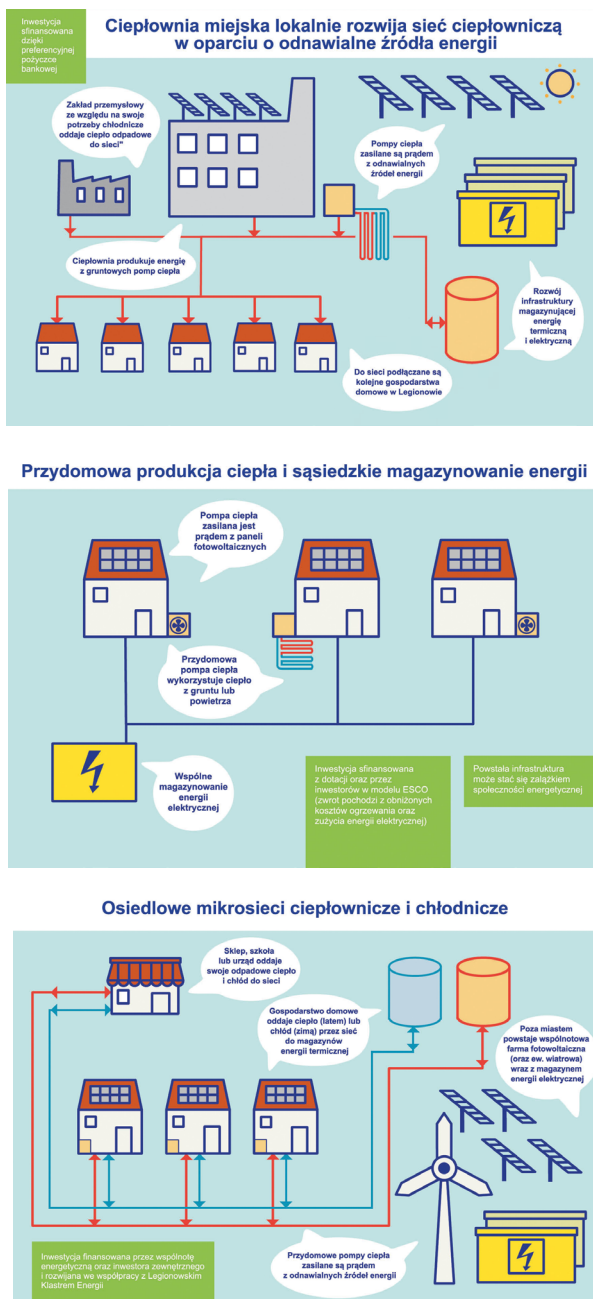 Inwestycja
sfinansowana
dzięki
preferencyjnej
pożyczce
bankowej
Ciepłownia miejska lokalnie rozwija sieć ciepłowniczą
w oparciu o odnawialne źródła energii
Zakład przemysłowy
ze względu na swoje
potrzeby chłodnicze
oddaje ciepło odpadowe
do sieci"
Pompy ciepła
zasilane są prądem
z odnawialnych
źródeł energii
Ciepłownia produkuje energię
z gruntowych pomp ciepła
Rozwój
infrastruktury
magazynującej
energię
termiczną
i elektryczną
Do sieci podłączane są
kolejne gospodarstwa
domowe w Legionowie
Przydomowa produkcja ciepła i sąsiedzkie magazynowanie energii
Pompa ciepła
zasilana jest
prądem z paneli
fotowoltaicznych
Przydomowa
pompa ciepła
wykorzystuje ciepło
z gruntu lub
powietrza
Wspólne
magazynowanie
energii
elektrycznej
Inwestycja sfinansowana
z dotacji oraz przez
inwestorów w modelu ESCO
(zwrot pochodzi z obniżonych
kosztów ogrzewania oraz
zużycia energii elektrycznej)
Powstała infrastruktura
może stać się zalążkiem
społeczności energetycznej
Osiedlowe mikrosieci ciepłownicze i chłodnicze
Sklep, szkoła
lub urząd oddaje
swoje odpadowe ciepło
i chłód do sieci
Gospodarstwo domowe
oddaje ciepło (latem) lub
chłód (zimą) przez sieć
do magazynów
energii termicznej
Poza miastem
powstaje wspólnotowa
farma fotowoltaiczna
(oraz ew. wiatrowa)
wraz z magazynem
energii elektrycznej
Inwestycja finansowana przez wspólnotę
energetyczną oraz inwestora zewnętrznego
i rozwijana we współpracy z Legionowskim
Klastrem Energii
Przydomowe pompy ciepła
zasilane są prądem
z odnawialnych źródeł energii